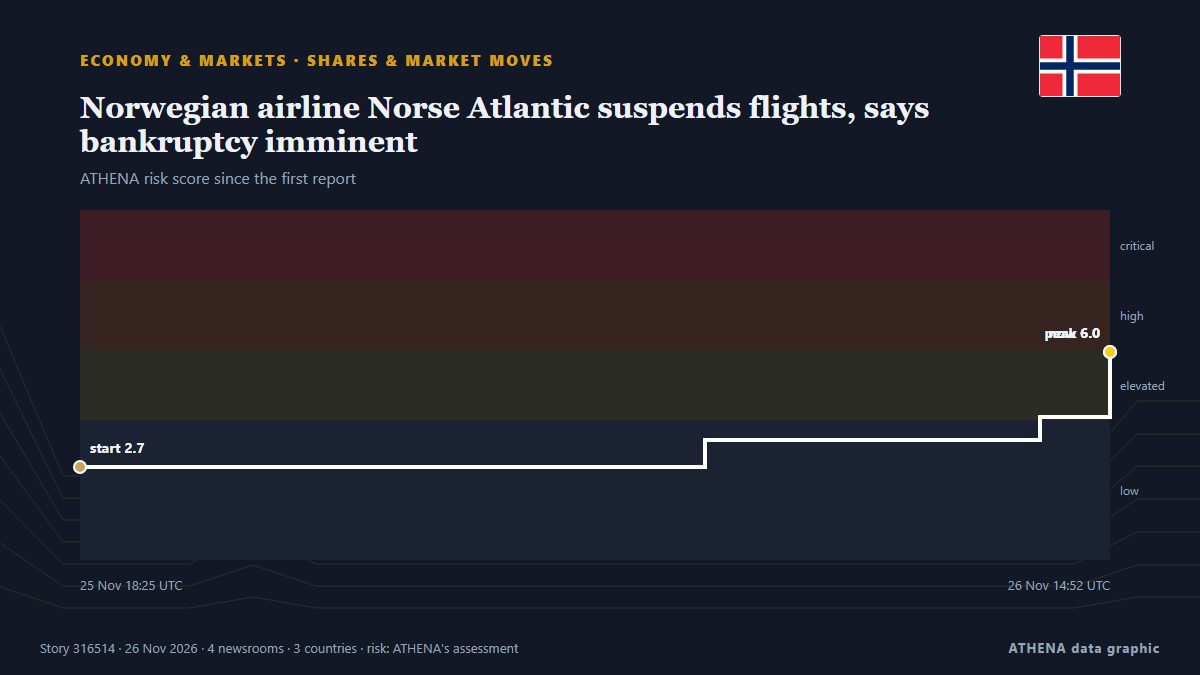 ECONOMY & MARKETS · SHARES & MARKET MOVES
Norwegian airline Norse Atlantic suspends flights, says
bankruptcy imminent
ATHENA risk score since the first report
critical
high
peak 6.0
elevated
start 2.7
low
25 Nov 18:25 UTC
26 Nov 14:52 UTC
Story 316514 · 26 Nov 2026 · 4 newsrooms · 3 countries · risk: ATHENA's assessment
ATHENA data graphic